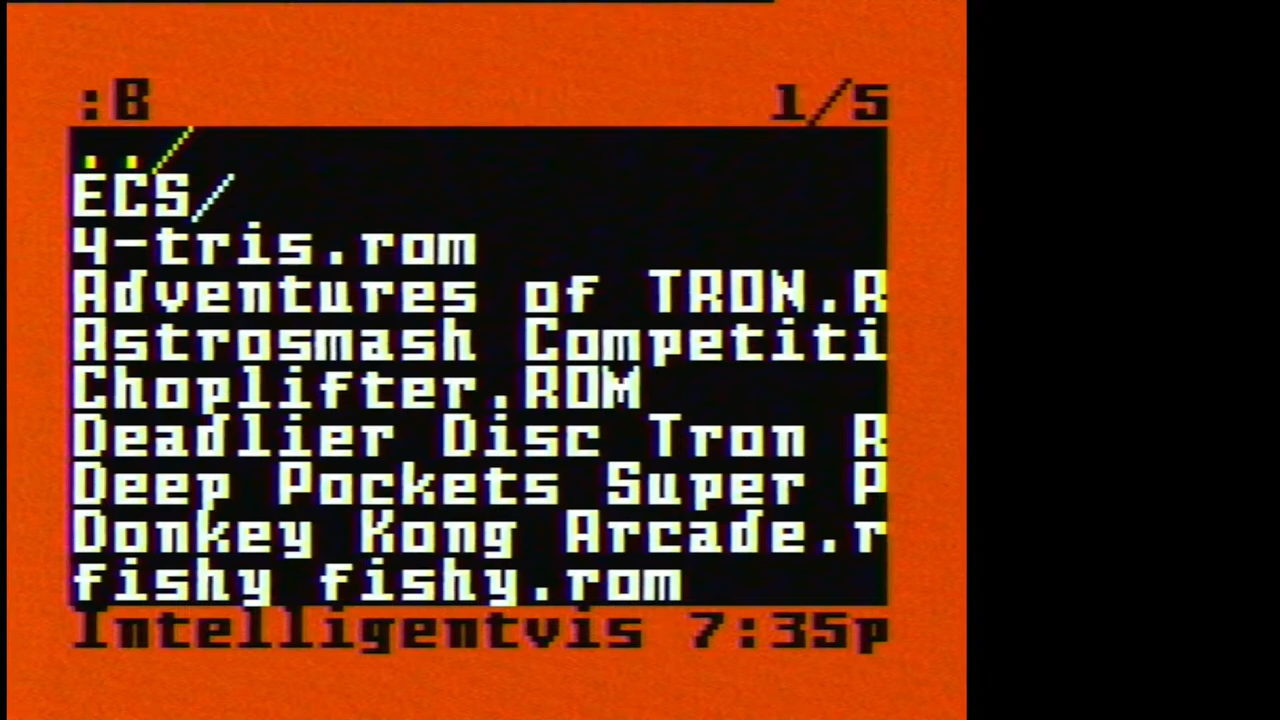 :B 1/5
../
ECS/
4-tris.rom
Adventures of TRON.R
Astrosmash Competiti
Choplifter.ROM
Deadlier Disc Tron R
Deep Pockets Super P
Donkey Kong Arcade.r
fishy fishy.rom
Intelligentvis 7:35p